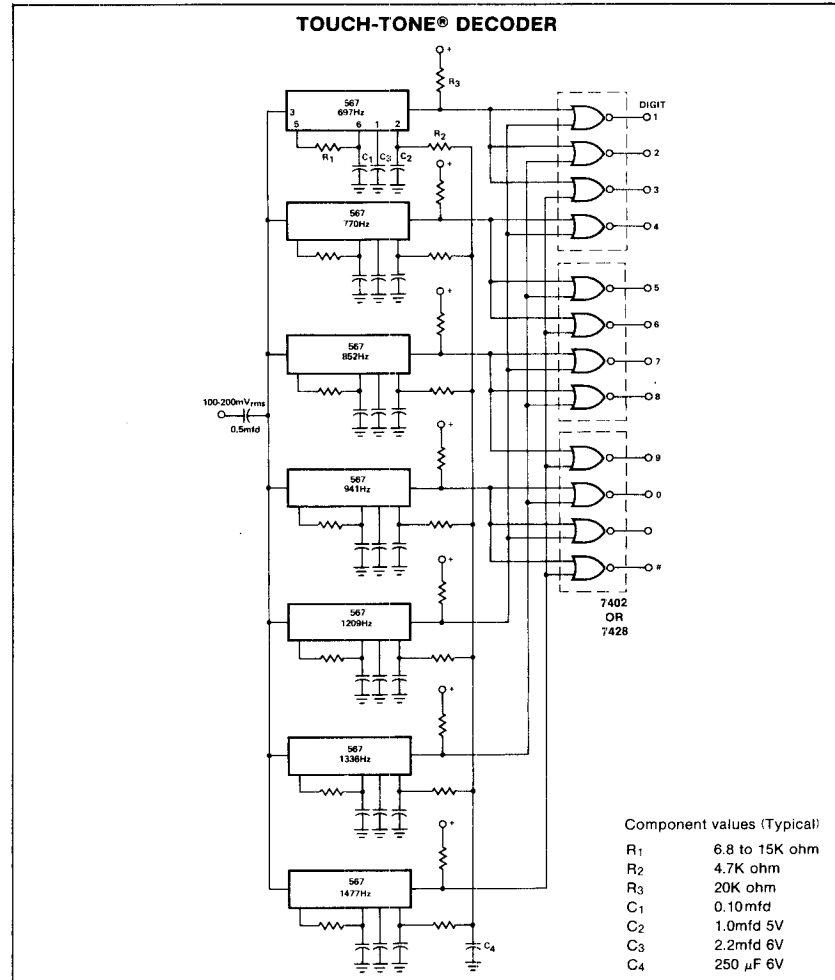 TOUCH-TONE® DECODER
+
R3
567
697Hz
3
5
6
1
2
R1
C1
C3
C2
R2
DIGIT
1
2
3
4
+
567
770Hz
+
567
852Hz
5
6
7
8
100-200mVrms
0.5mfd
+
567
941Hz
9
0
#
7402
OR
7428
+
567
1209Hz
+
567
1336Hz
+
567
1477Hz
C4
Component values (Typical)
R1 6.8 to 15K ohm
R2 4.7K ohm
R3 20K ohm
C1 0.10mfd
C2 1.0mfd 5V
C3 2.2mfd 6V
C4 250 µF 6V